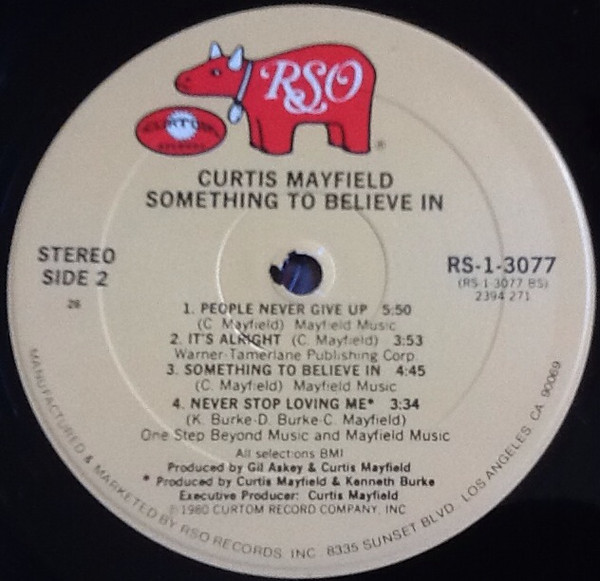 RSO
CURTOM
RECORDS
®
CURTIS MAYFIELD
SOMETHING TO BELIEVE IN
STEREO
SIDE 2
26
RS-1-3077
(RS-1-3077 BS)
2394 271
1. PEOPLE NEVER GIVE UP 5:50
(C. Mayfield) Mayfield Music
2. IT'S ALRIGHT (C. Mayfield) 3:53
Warner-Tamerlane Publishing Corp.
3. SOMETHING TO BELIEVE IN 4:45
(C. Mayfield) Mayfield Music
4. NEVER STOP LOVING ME* 3:34
(K. Burke-D. Burke-C. Mayfield)
One Step Beyond Music and Mayfield Music
All selections BMI
Produced by Gil Askey & Curtis Mayfield
* Produced by Curtis Mayfield & Kenneth Burke
Executive Producer: Curtis Mayfield
℗1980 CURTOM RECORD COMPANY, INC
MANUFACTURED & MARKETED BY RSO RECORDS, INC. 8335 SUNSET BLVD. LOS ANGELES, CA. 90069